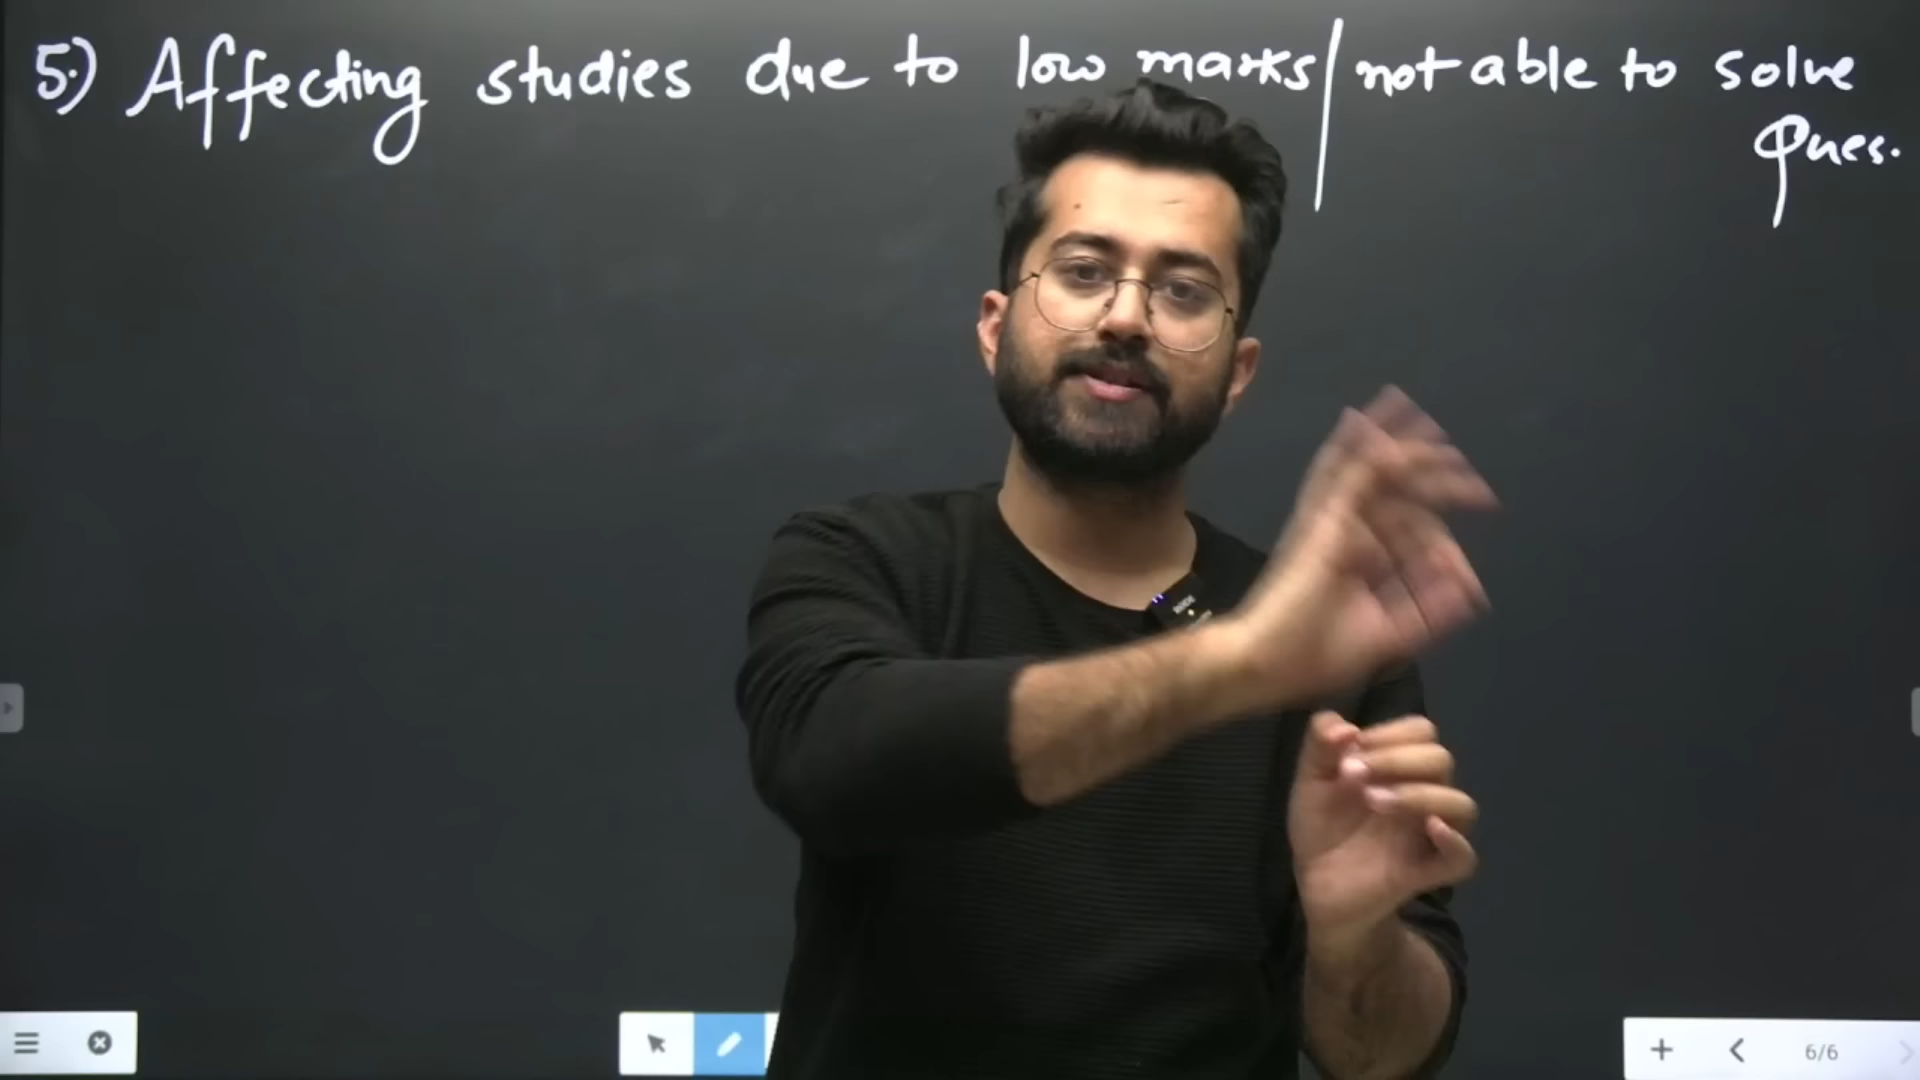 5.) Affecting studies due to low marks/not able to solve
Ques.
6/6